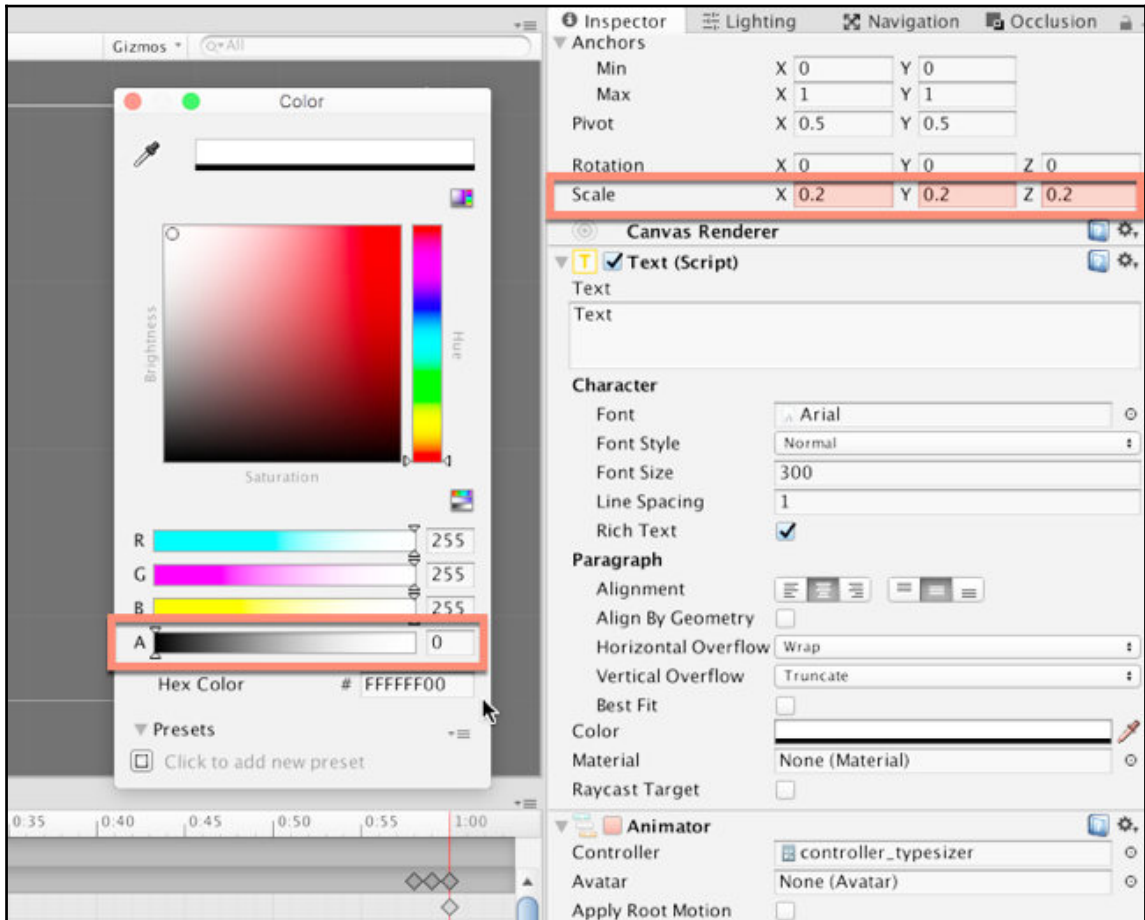 Inspector Lighting Navigation Occlusion
Gizmos All
Anchors
Min X 0 Y 0
Max X 1 Y 1
Pivot X 0.5 Y 0.5
Rotation X 0 Y 0 Z 0
Scale X 0.2 Y 0.2 Z 0.2
Canvas Renderer
Text (Script)
Text
Text
Character
Font Arial
Font Style Normal
Font Size 300
Line Spacing 1
Rich Text
Paragraph
Alignment
Align By Geometry
Horizontal Overflow Wrap
Vertical Overflow Truncate
Best Fit
Color
Material None (Material)
Raycast Target
Animator
Controller controller_typesizer
Avatar None (Avatar)
Apply Root Motion
Color
Brightness
Hue
Saturation
R 255
G 255
B 255
A 0
Hex Color # FFFFFF00
Presets
Click to add new preset
0:35 0:40 0:45 0:50 0:55 1:00